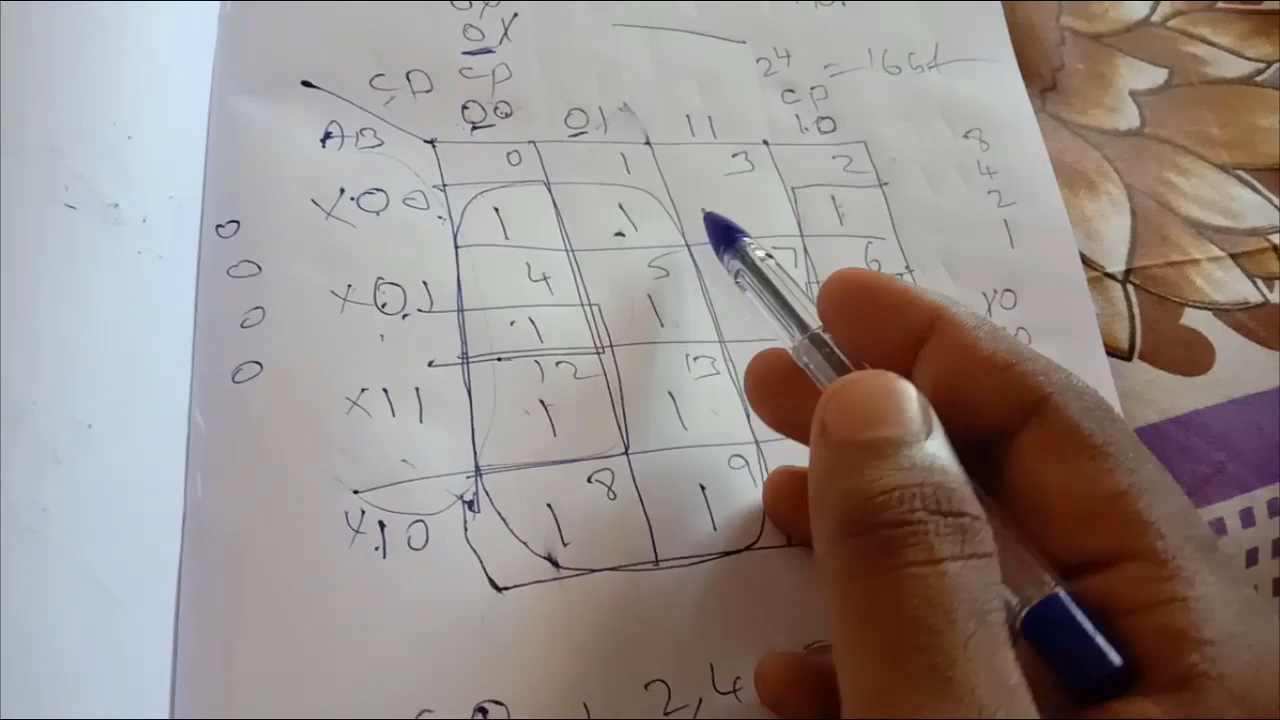 0X
2⁴ = 16
CD CD CD
00 01 11 10
AB
0 1 3 2
X00 1 1 1
4 5 7 6
X01 1 1
12 13
X11 1 1
8 9
X10 1 1
0
0
0
0
8
4
2
1
X0
2,4